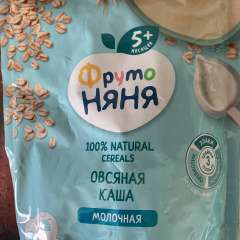 5+
МЕСЯЦЕВ
Фруто
НЯНЯ
100% NATURAL
CEREALS
ОВСЯНАЯ
КАША
МОЛОЧНАЯ